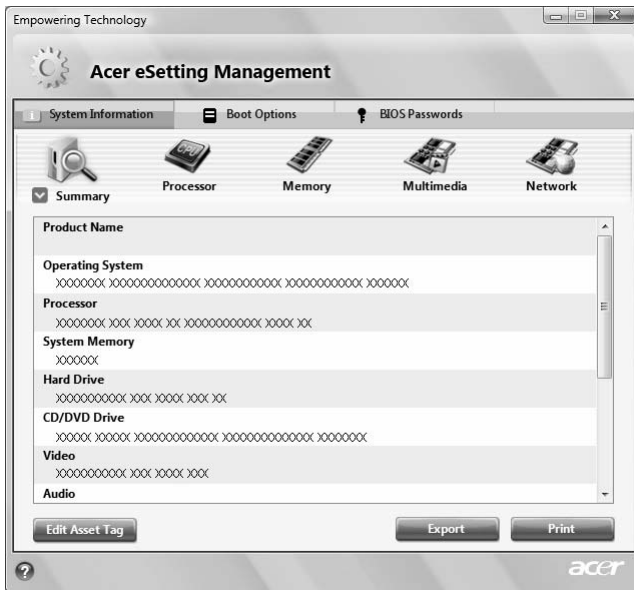 Empowering Technology
Acer eSetting Management
System Information Boot Options BIOS Passwords
CPU
Summary Processor Memory Multimedia Network
Product Name
Operating System
XXXXXXX XXXXXXXXXXXXX XXXXXXXXXXX XXXXXXXXXXX XXXXXX
Processor
XXXXXXX XXX XXXX XX XXXXXXXXXXXX XXXX XX
System Memory
XXXXXX
Hard Drive
XXXXXXXXXX XXX XXXX XXX XX
CD/DVD Drive
XXXXX XXXXX XXXXXXXXXXXX XXXXXXXXXXXXX XXXXXXX
Video
XXXXXXXXXX XXX XXXX XXX
Audio
Edit Asset Tag Export Print
? acer